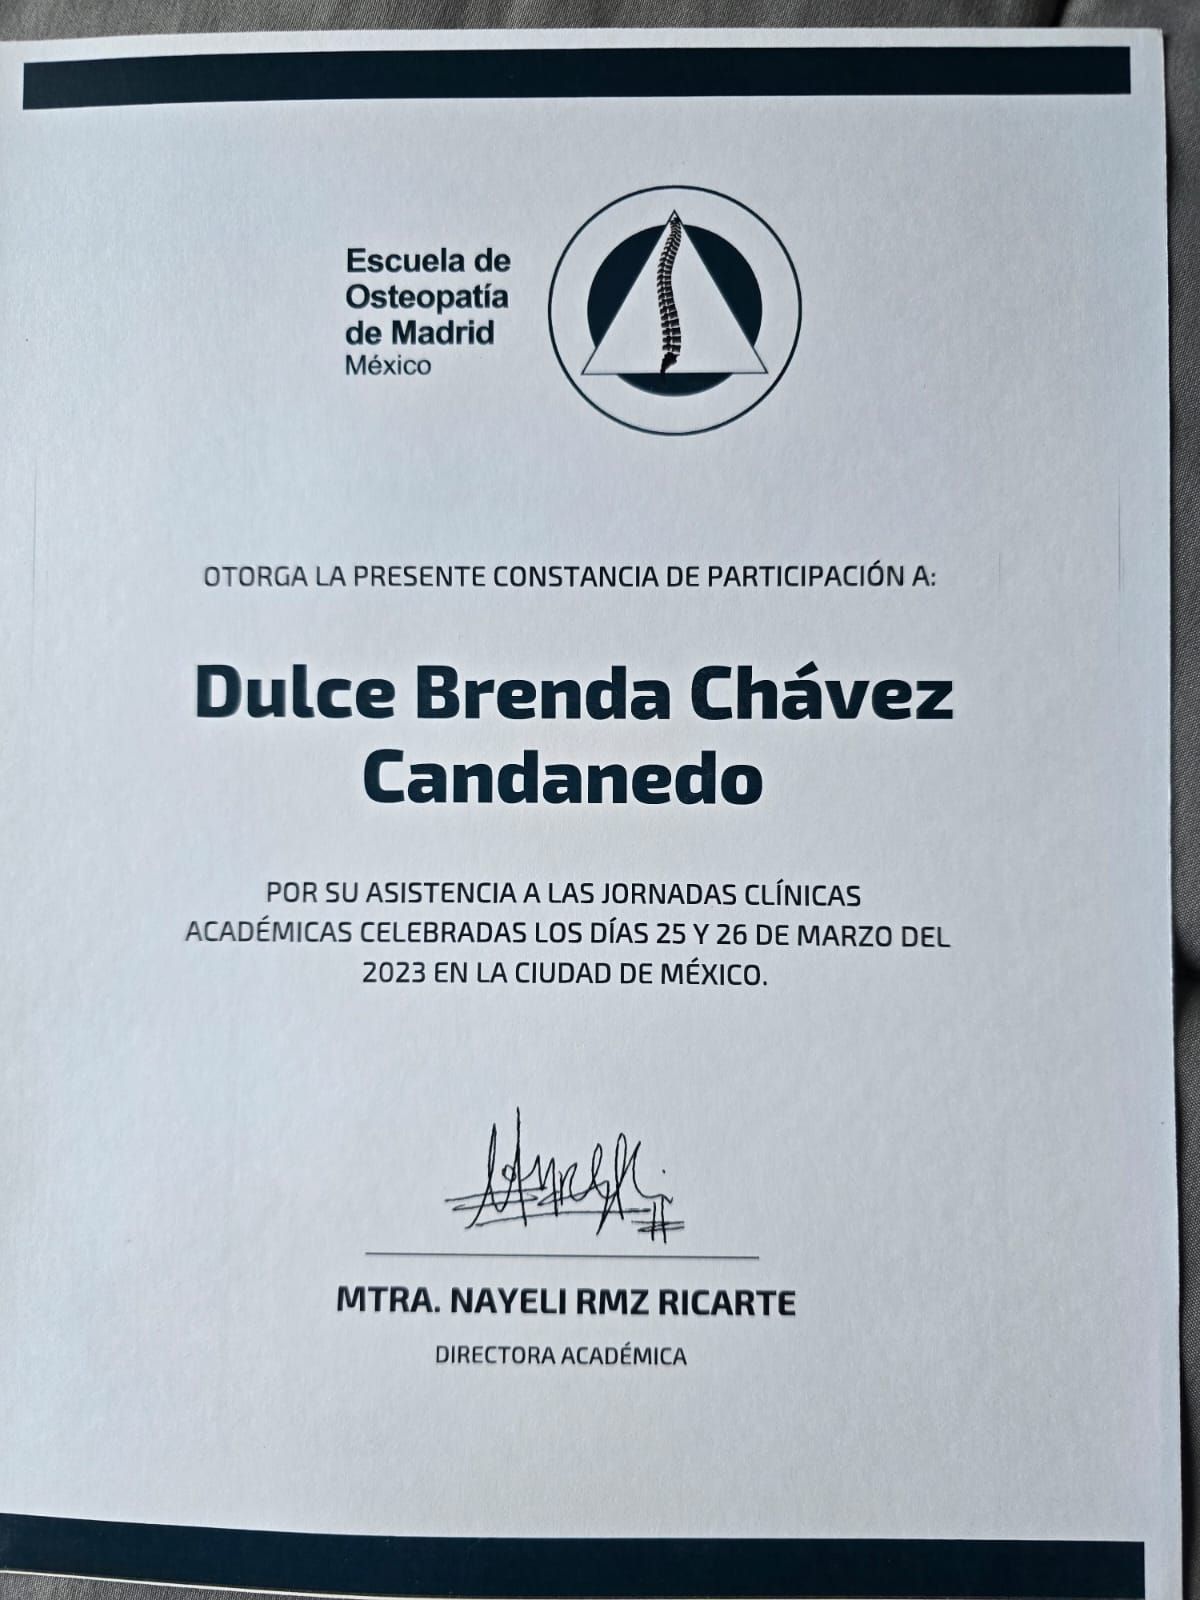 Escuela de
Osteopatía
de Madrid
México
OTORGA LA PRESENTE CONSTANCIA DE PARTICIPACIÓN A:
Dulce Brenda Chávez
Candanedo
POR SU ASISTENCIA A LAS JORNADAS CLÍNICAS
ACADÉMICAS CELEBRADAS LOS DÍAS 25 Y 26 DE MARZO DEL
2023 EN LA CIUDAD DE MÉXICO.
MTRA. NAYELI RMZ RICARTE
DIRECTORA ACADÉMICA